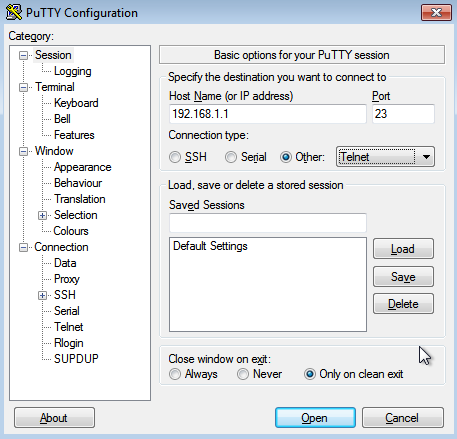 PuTTY Configuration
Category:
Session
Logging
Terminal
Keyboard
Bell
Features
Window
Appearance
Behaviour
Translation
Selection
Colours
Connection
Data
Proxy
SSH
Serial
Telnet
Rlogin
SUPDUP
Basic options for your PuTTY session
Specify the destination you want to connect to
Host Name (or IP address) Port
192.168.1.1 23
Connection type:
SSH Serial Other: Telnet
Load, save or delete a stored session
Saved Sessions
Default Settings
Load
Save
Delete
Close window on exit:
Always Never Only on clean exit
About Open Cancel